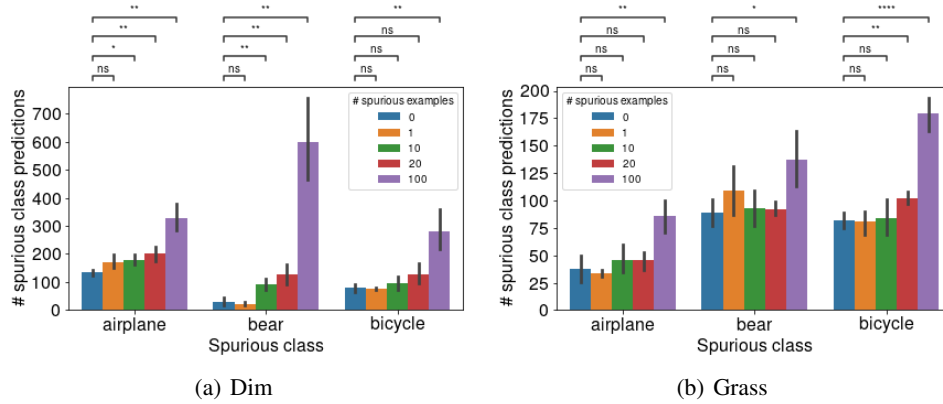 ** ** **
** ** ns
* ** ns
ns ns ns
# spurious class predictions
700
600
500
400
300
200
100
0
# spurious examples
0
1
10
20
100
airplane bear bicycle
Spurious class
(a) Dim
** * ****
ns ns **
ns ns ns
ns ns ns
# spurious class predictions
200
175
150
125
100
75
50
25
0
# spurious examples
0
1
10
20
100
airplane bear bicycle
Spurious class
(b) Grass